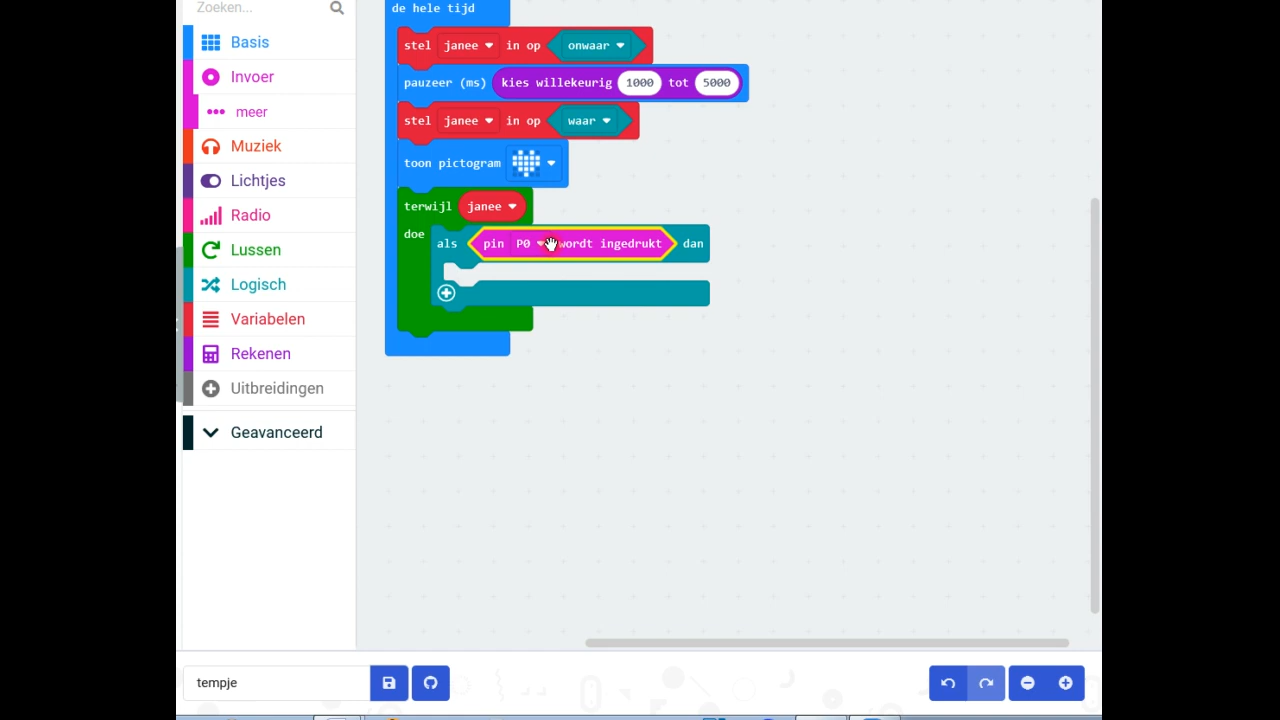 Zoeken...
Basis
Invoer
meer
Muziek
Lichtjes
Radio
Lussen
Logisch
Variabelen
Rekenen
Uitbreidingen
Geavanceerd
de hele tijd
stel janee in op onwaar
pauzeer (ms) kies willekeurig 1000 tot 5000
stel janee in op waar
toon pictogram
terwijl janee
doe als pin P0 wordt ingedrukt dan
tempje